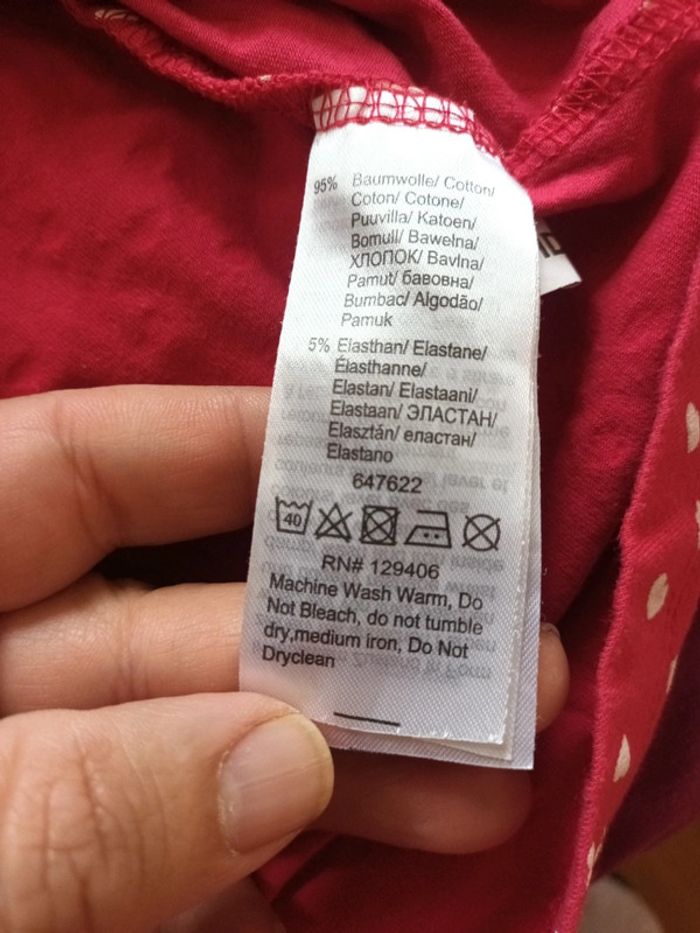 95% Baumwolle/ Cotton/
Coton/ Cotone/
Puuvilla/ Katoen/
Bomull/ Bawełna/
ХЛОПОК/ Bavlna/
Pamut/ бавовна/
Bumbac/ Algodão/
Pamuk
5% Elasthan/ Elastane/
Élasthanne/
Elastan/ Elastaani/
Elastaan/ ЭЛАСТАН/
Elasztán/ еластан/
Elastano
647622
40
RN# 129406
Machine Wash Warm, Do
Not Bleach, do not tumble
dry,medium iron, Do Not
Dryclean